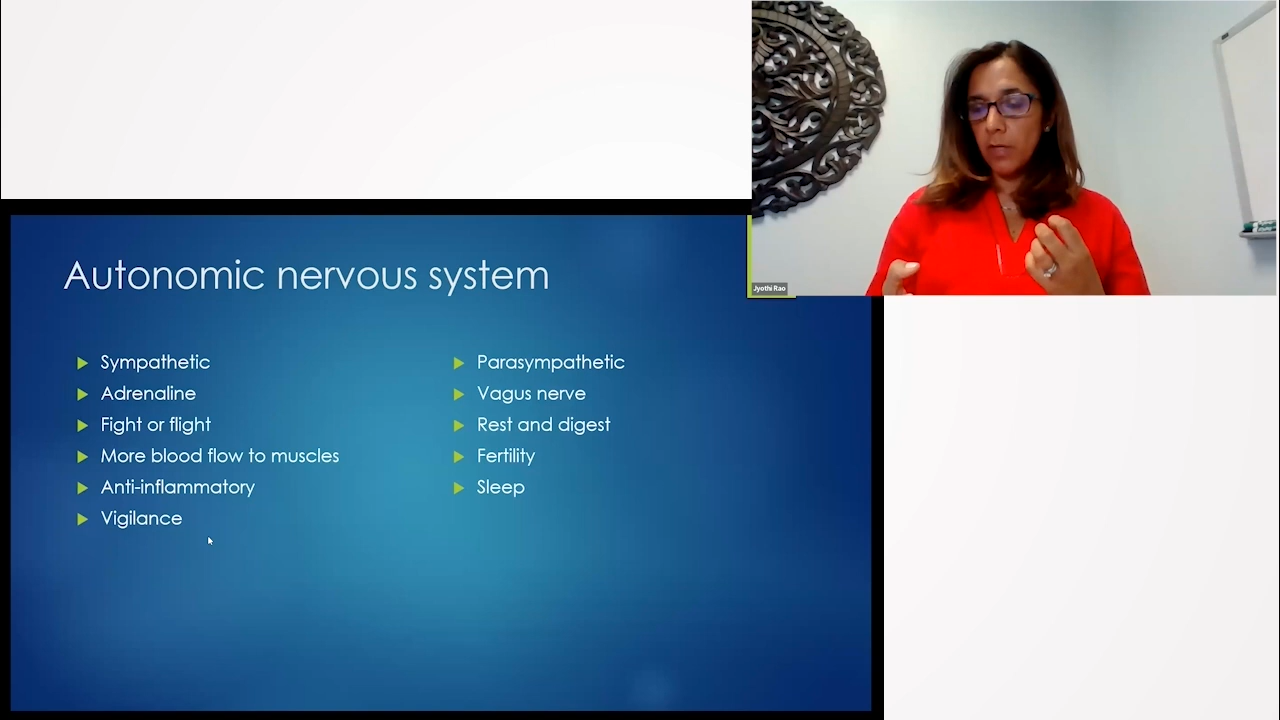 Jyothi Rao
Autonomic nervous system
Sympathetic
Adrenaline
Fight or flight
More blood flow to muscles
Anti-inflammatory
Vigilance
Parasympathetic
Vagus nerve
Rest and digest
Fertility
Sleep